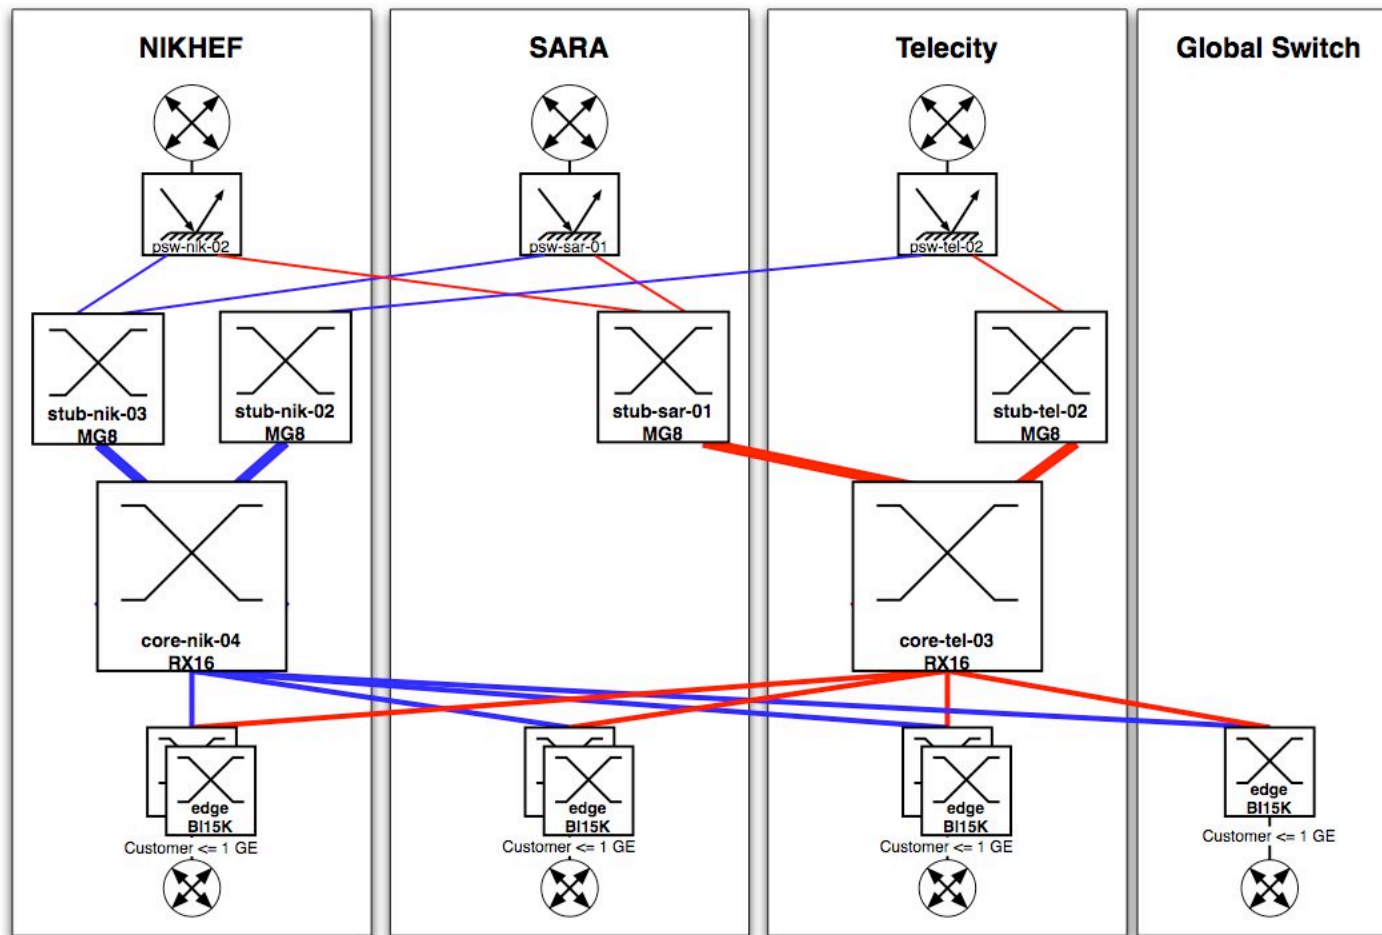 NIKHEF
SARA
Telecity
Global Switch
psw-nik-02
psw-sar-01
psw-tel-02
stub-nik-03
MG8
stub-nik-02
MG8
stub-sar-01
MG8
stub-tel-02
MG8
core-nik-04
RX16
core-tel-03
RX16
edge
BI15K
Customer <= 1 GE
edge
BI15K
Customer <= 1 GE
edge
BI15K
Customer <= 1 GE
edge
BI15K
Customer <= 1 GE